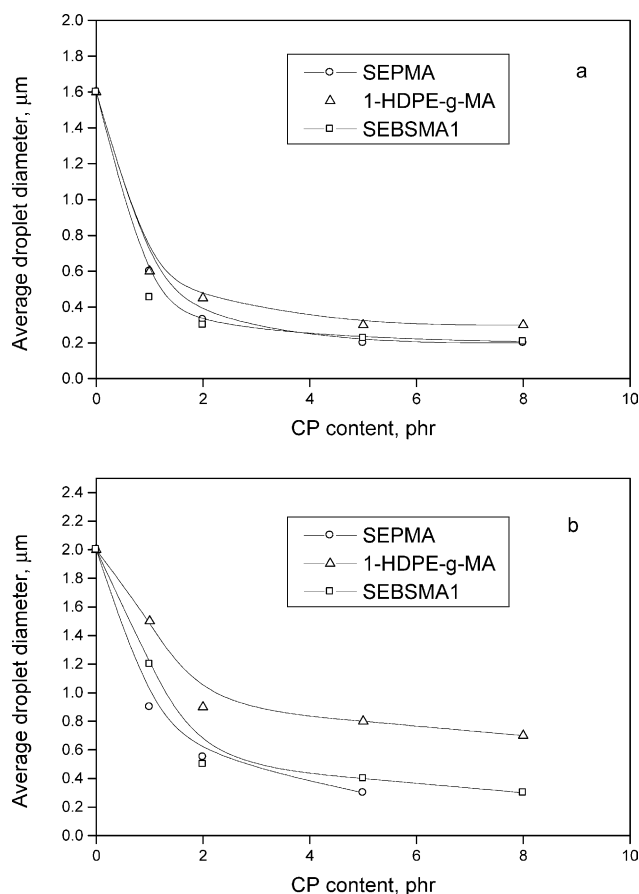 a
SEPMA
1-HDPE-g-MA
SEBSMA1
Average droplet diameter, μm
2.0
1.8
1.6
1.4
1.2
1.0
0.8
0.6
0.4
0.2
0.0
0 2 4 6 8 10
CP content, phr
b
SEPMA
1-HDPE-g-MA
SEBSMA1
Average droplet diameter, μm
2.4
2.2
2.0
1.8
1.6
1.4
1.2
1.0
0.8
0.6
0.4
0.2
0.0
0 2 4 6 8 10
CP content, phr